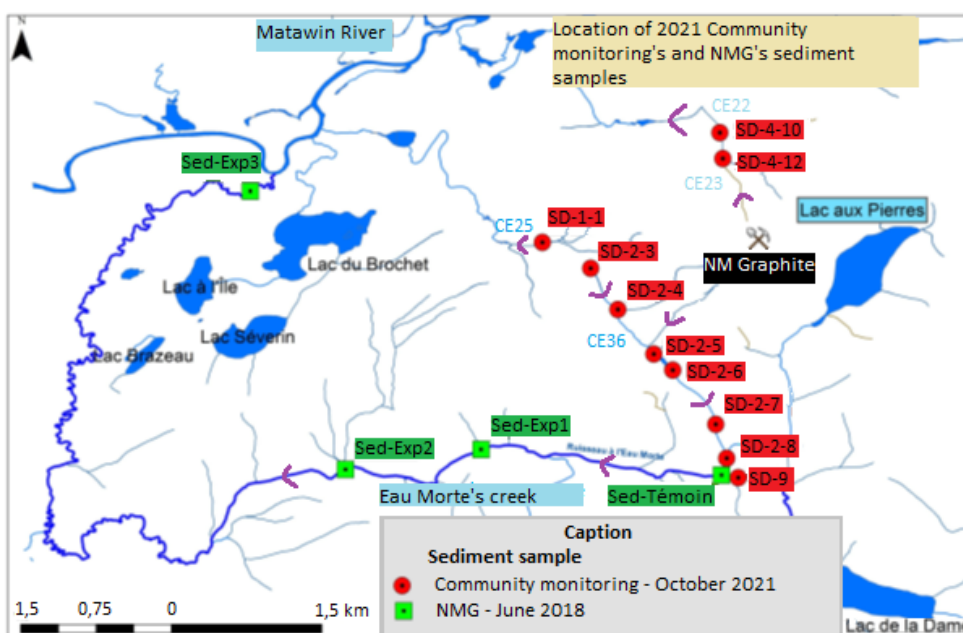 N
Matawin River
Location of 2021 Community
monitoring's and NMG's sediment
samples
CE22
SD-4-10
SD-4-12
CE23
Sed-Exp3
Lac aux Pierres
SD-1-1
CE25
SD-2-3
NM Graphite
Lac du Brochet
Lac à l'Île
SD-2-4
Lac Séverin
CE36
SD-2-5
Lac Brazeau
SD-2-6
SD-2-7
Sed-Exp1
SD-2-8
Sed-Exp2
Ruisseau à l'Eau Morte
SD-9
Eau Morte's creek
Sed-Témoin
Caption
Sediment sample
Community monitoring - October 2021
NMG - June 2018
1,5 0,75 0 1,5 km
Lac de la Dame